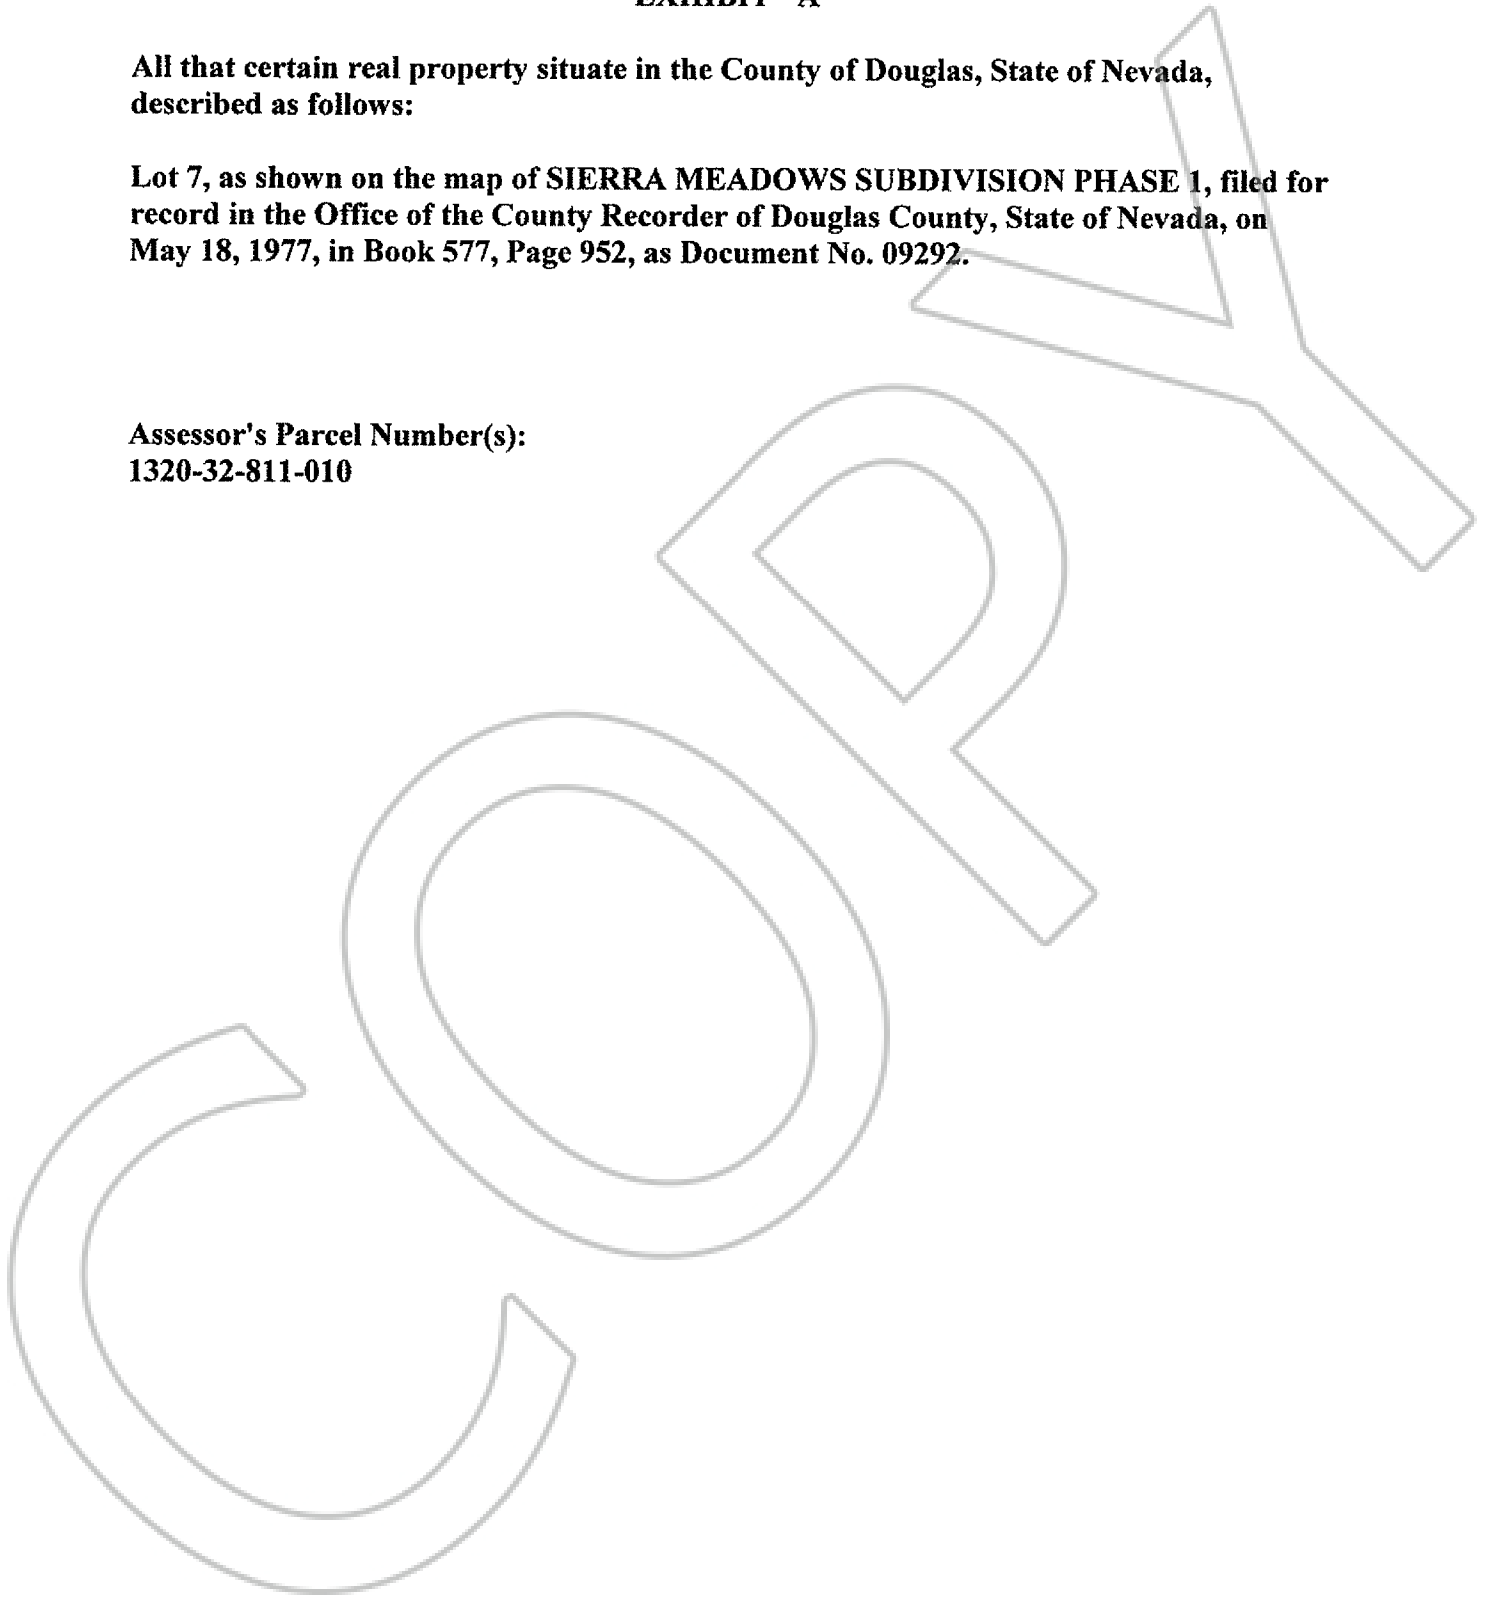 EXHIBIT "A"
All that certain real property situate in the County of Douglas, State of Nevada,
described as follows:
Lot 7, as shown on the map of SIERRA MEADOWS SUBDIVISION PHASE 1, filed for
record in the Office of the County Recorder of Douglas County, State of Nevada, on
May 18, 1977, in Book 577, Page 952, as Document No. 09292.
Assessor's Parcel Number(s):
1320-32-811-010
COPY